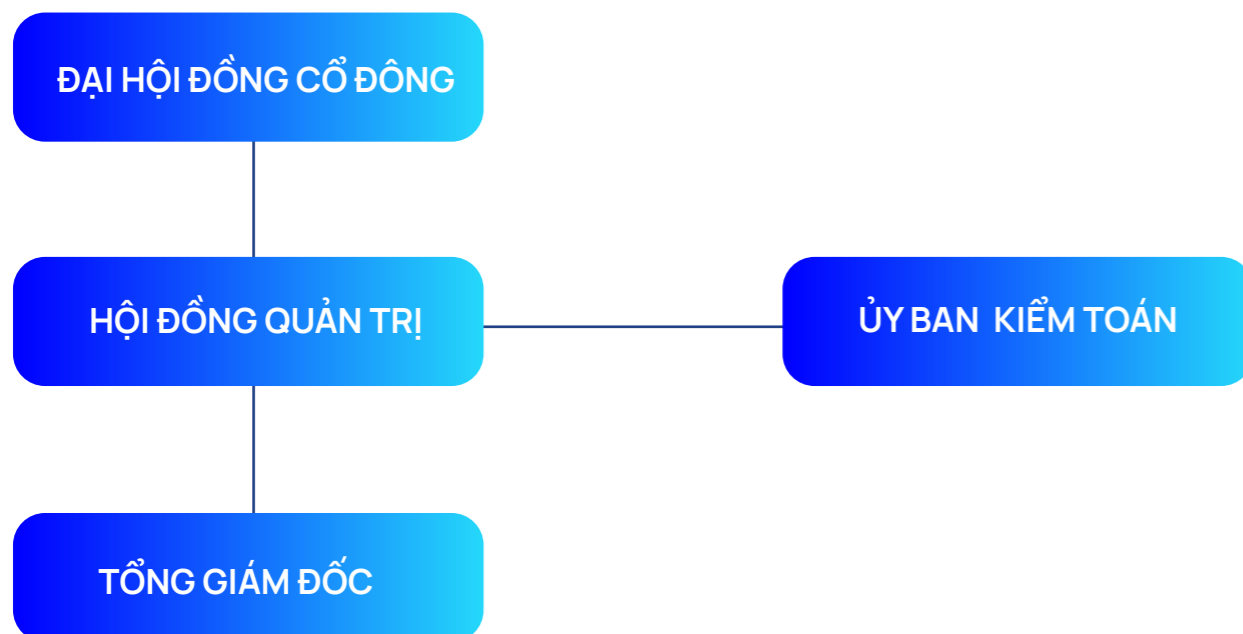 ĐẠI HỘI ĐỒNG CỔ ĐÔNG
HỘI ĐỒNG QUẢN TRỊ
ỦY BAN KIỂM TOÁN
TỔNG GIÁM ĐỐC